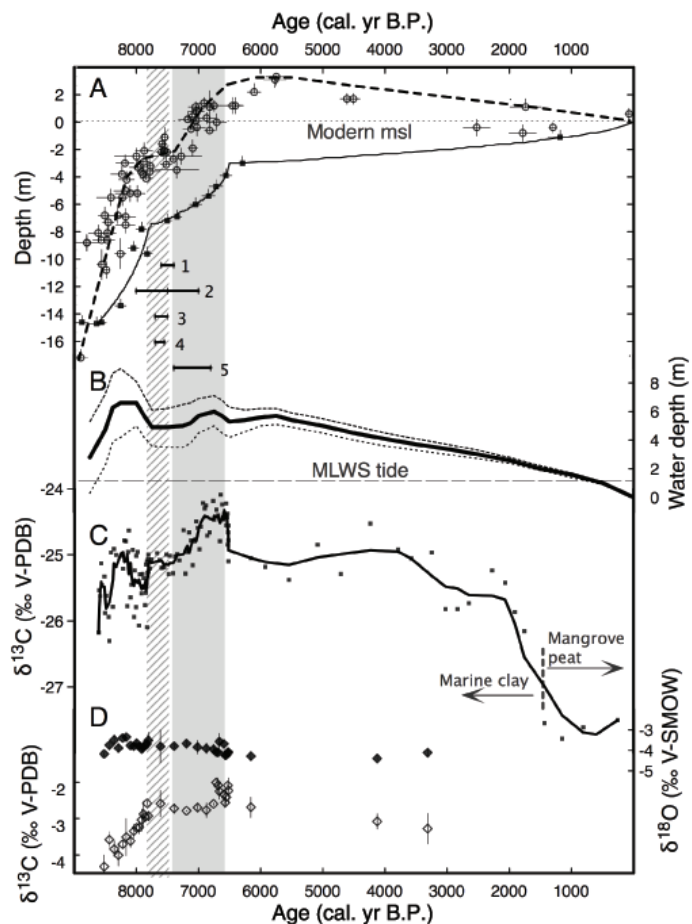 Age (cal. yr B.P.)
8000 7000 6000 5000 4000 3000 2000 1000
A
2
0
-2
-4
-6
-8
-10
-12
-14
-16
Depth (m)
Modern msl
1
2
3
4
5
B
8
6
4
2
0
Water depth (m)
MLWS tide
-24
-25
-26
-27
δ¹³C (‰ V-PDB)
C
Mangrove
peat
Marine clay
D
-3
-4
-5
δ¹⁸O (‰ V-SMOW)
-2
-3
-4
δ¹³C (‰ V-PDB)
8000 7000 6000 5000 4000 3000 2000 1000
Age (cal. yr B.P.)